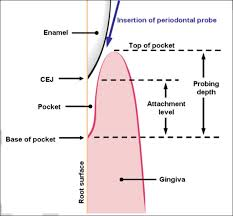 Insertion of periodontal probe
Enamel
Top of pocket
CEJ
Probing
depth
Attachment
level
Pocket
Base of pocket
Root surface
Gingiva